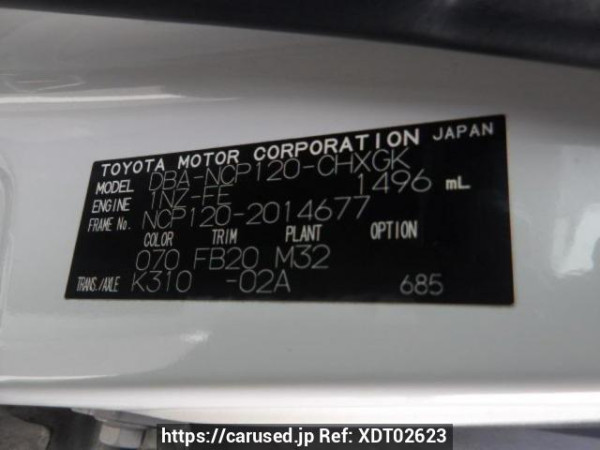 TOYOTA MOTOR CORPORATION JAPAN
MODEL DBA-NCP120-CHXGK
ENGINE 1NZ-FE 1496 mL
FRAME No. NCP120-2014677
COLOR TRIM PLANT OPTION
070 FB20 M32
TRANS./AXLE K310 -02A 685
https://carused.jp Ref: XDT02623